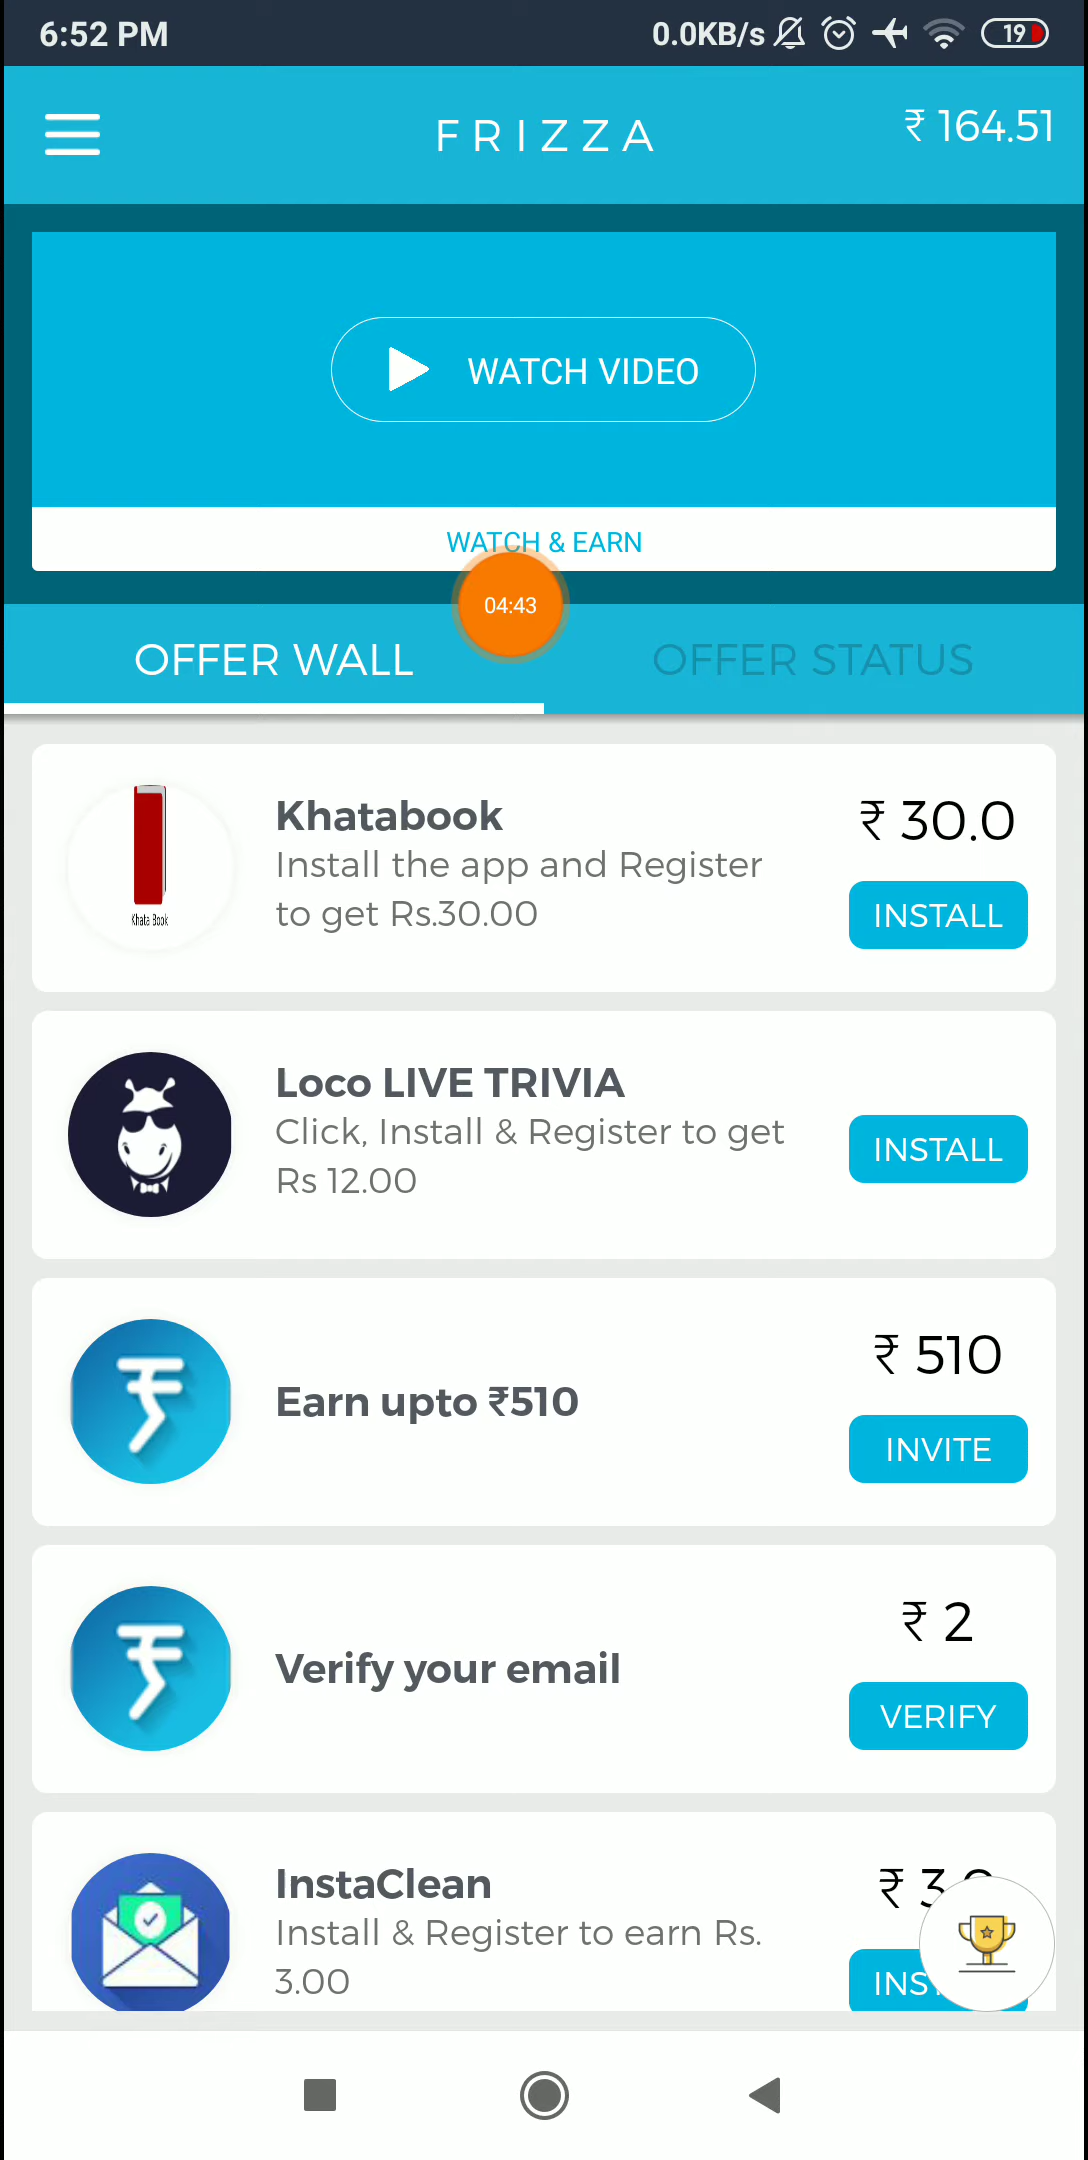 6:52 PM
0.0KB/s
19
FRIZZA
₹ 164.51
WATCH VIDEO
WATCH & EARN
04:43
OFFER WALL
OFFER STATUS
Khatabook
Install the app and Register
to get Rs.30.00
₹ 30.0
INSTALL
Khata Book
Loco LIVE TRIVIA
Click, Install & Register to get
Rs 12.00
INSTALL
Earn upto ₹510
₹ 510
INVITE
Verify your email
₹ 2
VERIFY
InstaClean
Install & Register to earn Rs.
3.00
₹ 3